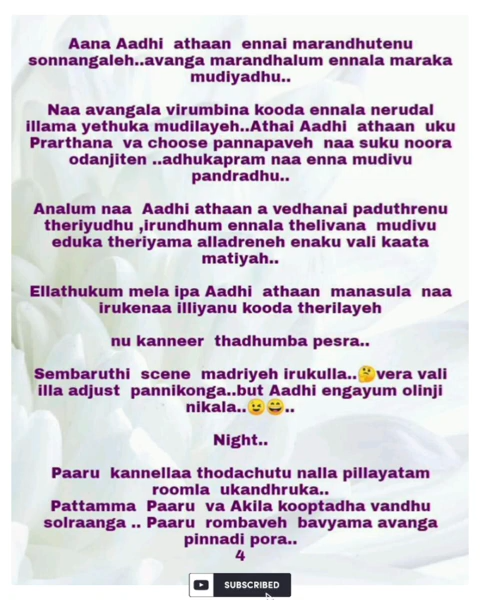 Aana Aadhi athaan ennai marandhutenu
sonnangaleh..avanga marandhalum ennala maraka
mudiyadhu..
Naa avangala virumbina kooda ennala nerudal
illama yethuka mudilayeh..Athai Aadhi athaan uku
Prarthana va choose pannapaveh naa suku noora
odanjiten ..adhukapram naa enna mudivu
pandradhu..
Analum naa Aadhi athaan a vedhanai paduthrenu
theriyudhu ,irundhum ennala thelivana mudivu
eduka theriyama alladreneh enaku vali kaata
matiyah..
Ellathukum mela ipa Aadhi athaan manasula naa
irukenaa illiyanu kooda therilayeh
nu kanneer thadhumba pesra..
Sembaruthi scene madriyeh irukulla..🤔vera vali
illa adjust pannikonga..but Aadhi engayum olinji
nikala..😉😄..
Night..
Paaru kannellaa thodachutu nalla pillayatam
roomla ukandhruka..
Pattamma Paaru va Akila kooptadha vandhu
solraanga .. Paaru rombaveh bavyama avanga
pinnadi pora..
4
SUBSCRIBED